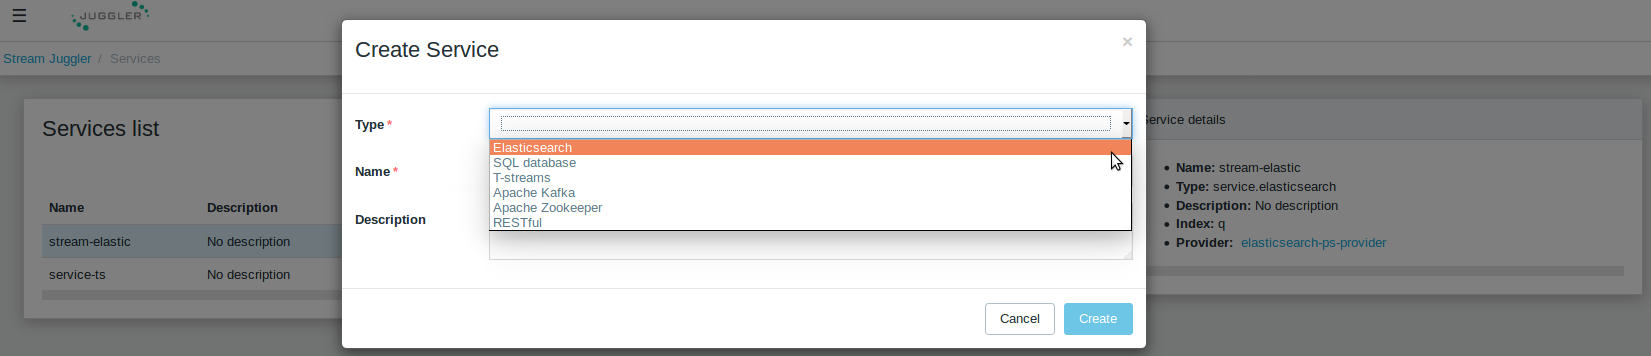 ☰ JUGGLER
Stream Juggler / Services
Services list
Name Description
stream-elastic No description
service-ts No description
Create Service ×
Type *
Elasticsearch
SQL database
T-streams
Apache Kafka
Apache Zookeeper
RESTful
Name *
Description
Cancel Create
Service details
• Name: stream-elastic
• Type: service.elasticsearch
• Description: No description
• Index: q
• Provider: elasticsearch-ps-provider